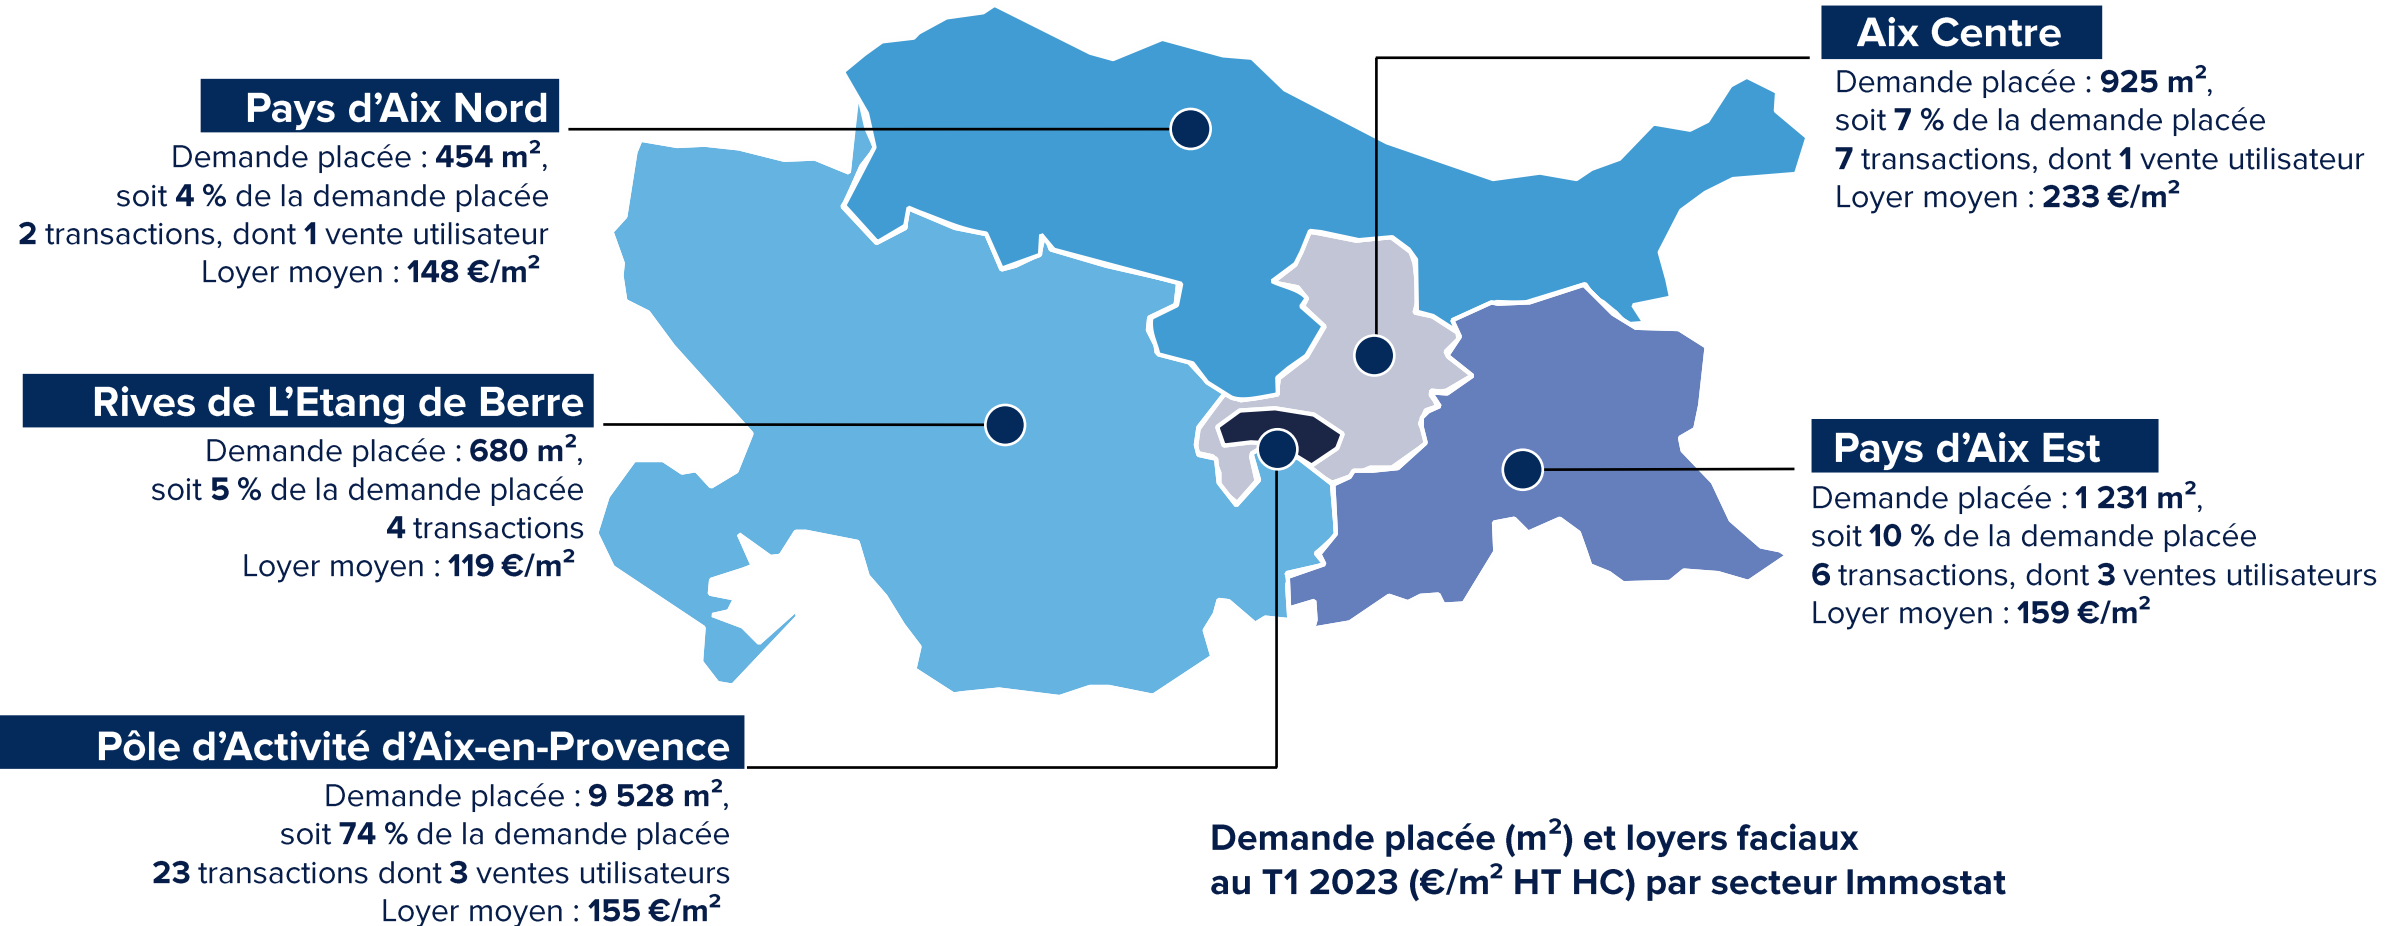 Pays d'Aix Nord
Demande placée : 454 m²,
soit 4 % de la demande placée
2 transactions, dont 1 vente utilisateur
Loyer moyen : 148 €/m²
Rives de L'Etang de Berre
Demande placée : 680 m²,
soit 5 % de la demande placée
4 transactions
Loyer moyen : 119 €/m²
Pôle d'Activité d'Aix-en-Provence
Demande placée : 9 528 m²,
soit 74 % de la demande placée
23 transactions dont 3 ventes utilisateurs
Loyer moyen : 155 €/m²
Aix Centre
Demande placée : 925 m²,
soit 7 % de la demande placée
7 transactions, dont 1 vente utilisateur
Loyer moyen : 233 €/m²
Pays d'Aix Est
Demande placée : 1 231 m²,
soit 10 % de la demande placée
6 transactions, dont 3 ventes utilisateurs
Loyer moyen : 159 €/m²
Demande placée (m²) et loyers faciaux
au T1 2023 (€/m² HT HC) par secteur Immostat